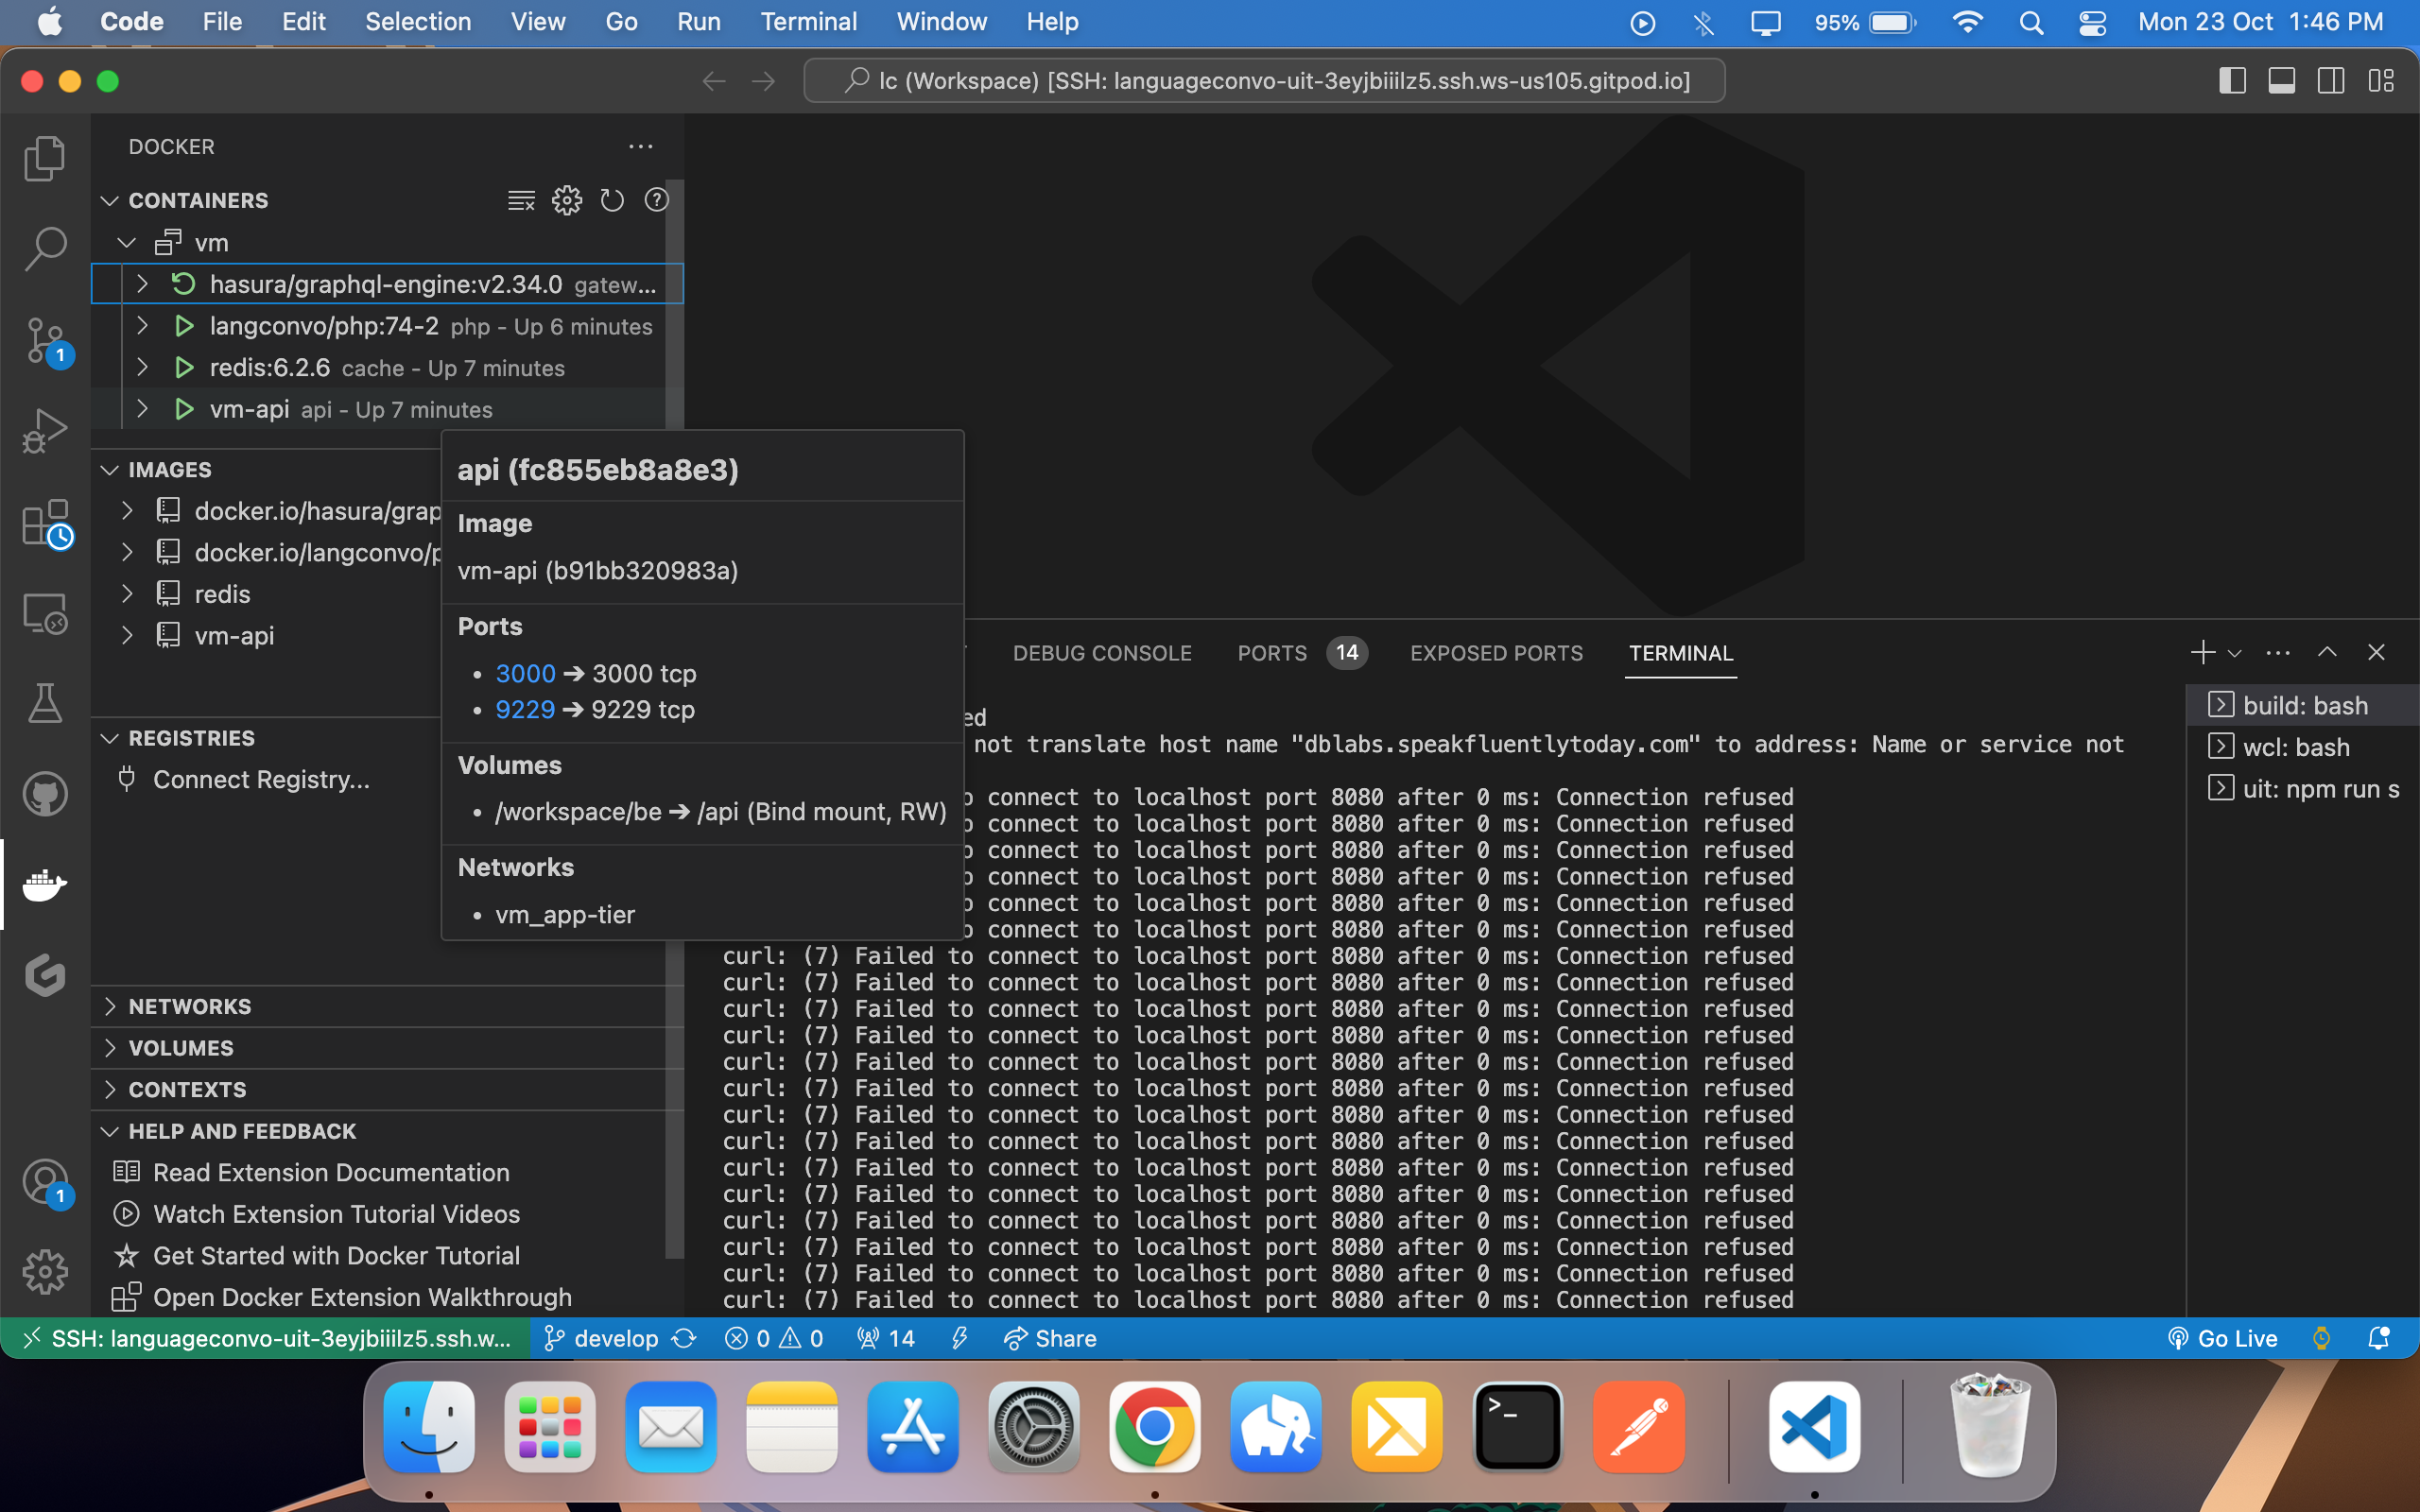 Code File Edit Selection View Go Run Terminal Window Help 95% Mon 23 Oct 1:46 PM
lc (Workspace) [SSH: languageconvo-uit-3eyjbiiilz5.ssh.ws-us105.gitpod.io]
DOCKER
CONTAINERS
vm
hasura/graphql-engine:v2.34.0 gatew...
langconvo/php:74-2 php - Up 6 minutes
redis:6.2.6 cache - Up 7 minutes
vm-api api - Up 7 minutes
IMAGES
docker.io/hasura/grap
docker.io/langconvo/p
redis
vm-api
REGISTRIES
Connect Registry...
NETWORKS
VOLUMES
CONTEXTS
HELP AND FEEDBACK
Read Extension Documentation
Watch Extension Tutorial Videos
Get Started with Docker Tutorial
Open Docker Extension Walkthrough
1
1
api (fc855eb8a8e3)
Image
vm-api (b91bb320983a)
Ports
• 3000 → 3000 tcp
• 9229 → 9229 tcp
Volumes
• /workspace/be → /api (Bind mount, RW)
Networks
• vm_app-tier
DEBUG CONSOLE PORTS 14 EXPOSED PORTS TERMINAL
ed
not translate host name "dblabs.speakfluentlytoday.com" to address: Name or service not
o connect to localhost port 8080 after 0 ms: Connection refused
o connect to localhost port 8080 after 0 ms: Connection refused
o connect to localhost port 8080 after 0 ms: Connection refused
o connect to localhost port 8080 after 0 ms: Connection refused
o connect to localhost port 8080 after 0 ms: Connection refused
o connect to localhost port 8080 after 0 ms: Connection refused
curl: (7) Failed to connect to localhost port 8080 after 0 ms: Connection refused
curl: (7) Failed to connect to localhost port 8080 after 0 ms: Connection refused
curl: (7) Failed to connect to localhost port 8080 after 0 ms: Connection refused
curl: (7) Failed to connect to localhost port 8080 after 0 ms: Connection refused
curl: (7) Failed to connect to localhost port 8080 after 0 ms: Connection refused
curl: (7) Failed to connect to localhost port 8080 after 0 ms: Connection refused
curl: (7) Failed to connect to localhost port 8080 after 0 ms: Connection refused
curl: (7) Failed to connect to localhost port 8080 after 0 ms: Connection refused
curl: (7) Failed to connect to localhost port 8080 after 0 ms: Connection refused
curl: (7) Failed to connect to localhost port 8080 after 0 ms: Connection refused
curl: (7) Failed to connect to localhost port 8080 after 0 ms: Connection refused
curl: (7) Failed to connect to localhost port 8080 after 0 ms: Connection refused
curl: (7) Failed to connect to localhost port 8080 after 0 ms: Connection refused
curl: (7) Failed to connect to localhost port 8080 after 0 ms: Connection refused
build: bash
wcl: bash
uit: npm run s
SSH: languageconvo-uit-3eyjbiiilz5.ssh.w... develop 0 0 14 Share Go Live